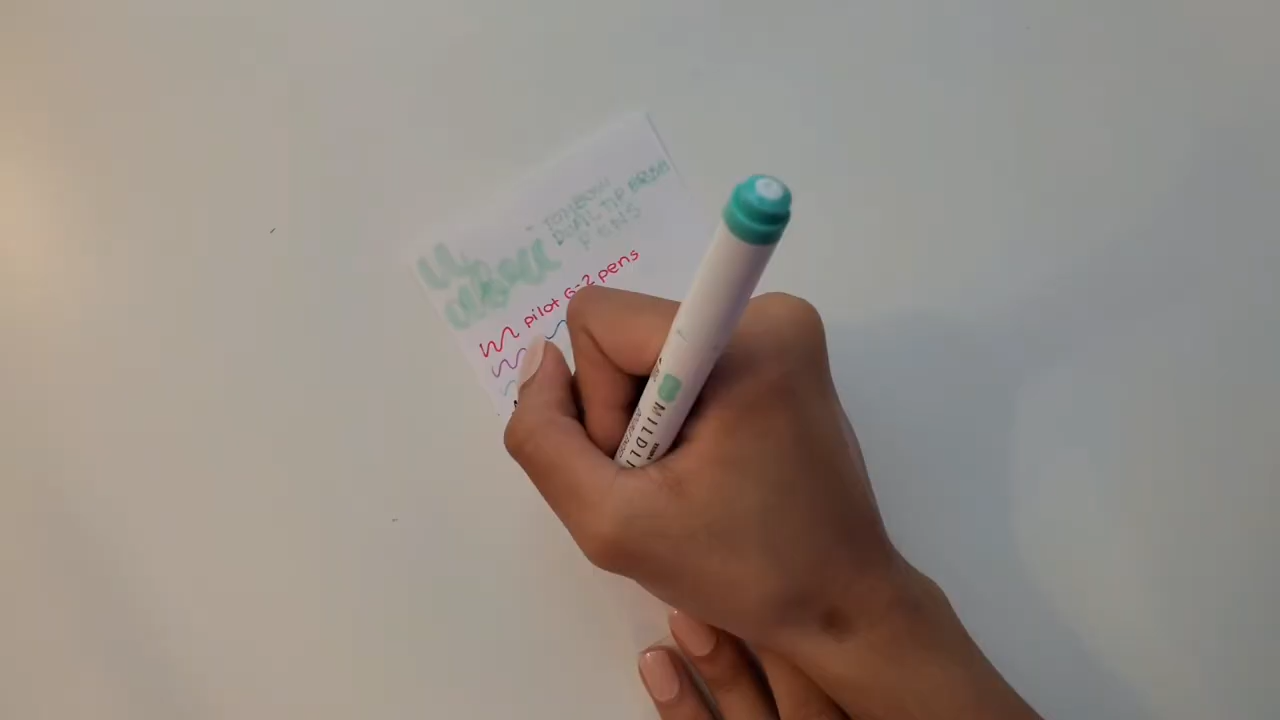 - TOMBOW
DUAL TIP BRUSH
PENS
pilot G-2 pens
MILDLI